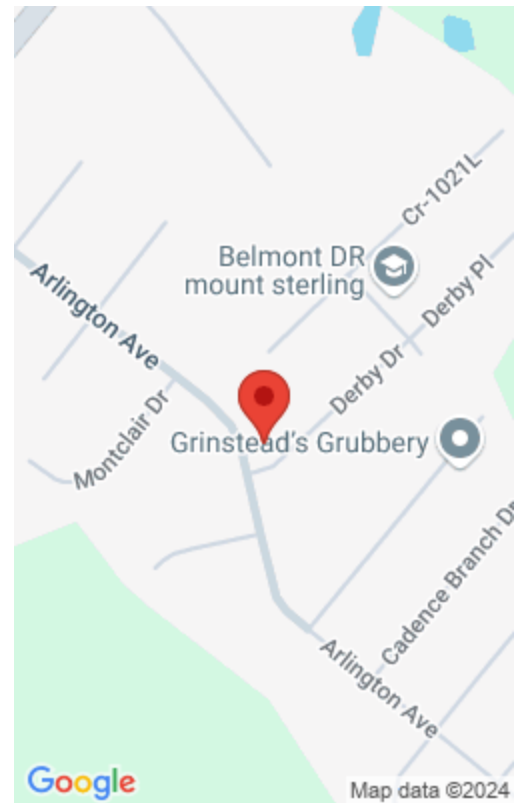 Cr-1021L
Belmont DR
mount sterling
Derby Pl
Arlington Ave
Derby Dr
Montclair Dr
Grinstead's Grubbery
Cadence Branch Dr
Arlington Ave
Google
Map data ©2024